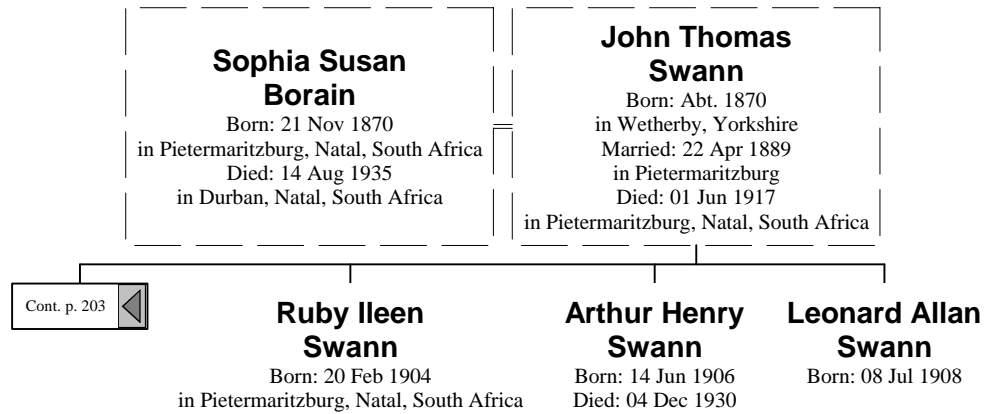 Sophia Susan
Borain
Born: 21 Nov 1870
in Pietermaritzburg, Natal, South Africa
Died: 14 Aug 1935
in Durban, Natal, South Africa
John Thomas
Swann
Born: Abt. 1870
in Wetherby, Yorkshire
Married: 22 Apr 1889
in Pietermaritzburg
Died: 01 Jun 1917
in Pietermaritzburg, Natal, South Africa
Cont. p. 203
Ruby Ileen
Swann
Born: 20 Feb 1904
in Pietermaritzburg, Natal, South Africa
Arthur Henry
Swann
Born: 14 Jun 1906
Died: 04 Dec 1930
Leonard Allan
Swann
Born: 08 Jul 1908